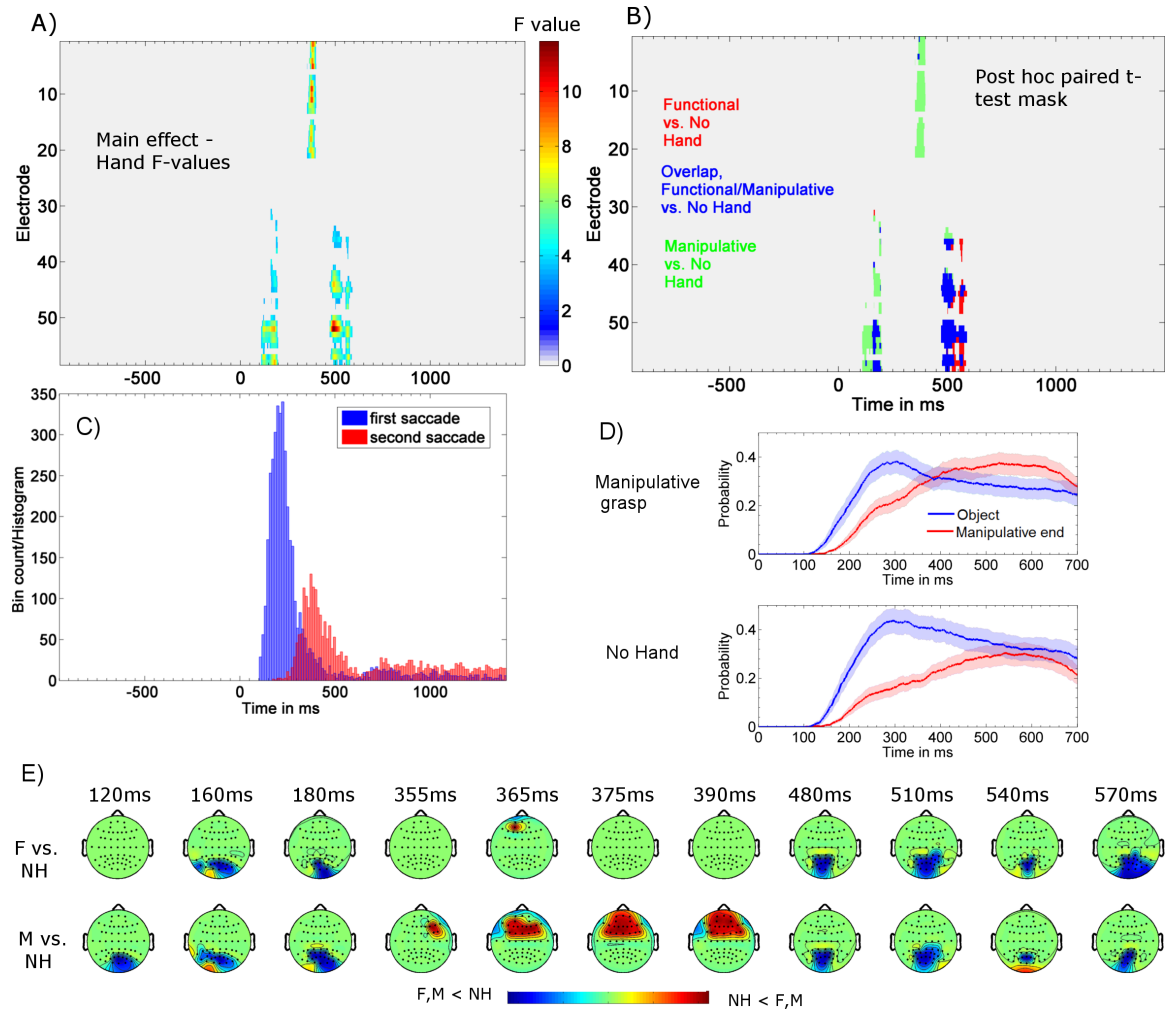 A)
F value
Main effect -
Hand F-values
Electrode
10
20
30
40
50
-500
0
500
1000
10
8
6
4
2
0
B)
Post hoc paired t-
test mask
Functional
vs. No
Hand
Overlap,
Functional/Manipulative
vs. No Hand
Manipulative
vs. No
Hand
Eectrode
10
20
30
40
50
-500
0
500
1000
Time in ms
C)
first saccade
second saccade
Bin count/Histogram
350
300
250
200
150
100
50
0
-500
0
500
1000
Time in ms
D)
Manipulative
grasp
Probability
0.4
0.2
0
Object
Manipulative end
0 100 200 300 400 500 600 700
Time in ms
No Hand
Probability
0.4
0.2
0
0 100 200 300 400 500 600 700
Time in ms
E)
120ms 160ms 180ms 355ms 365ms 375ms 390ms 480ms 510ms 540ms 570ms
F vs.
NH
M vs.
NH
F,M < NH
NH < F,M